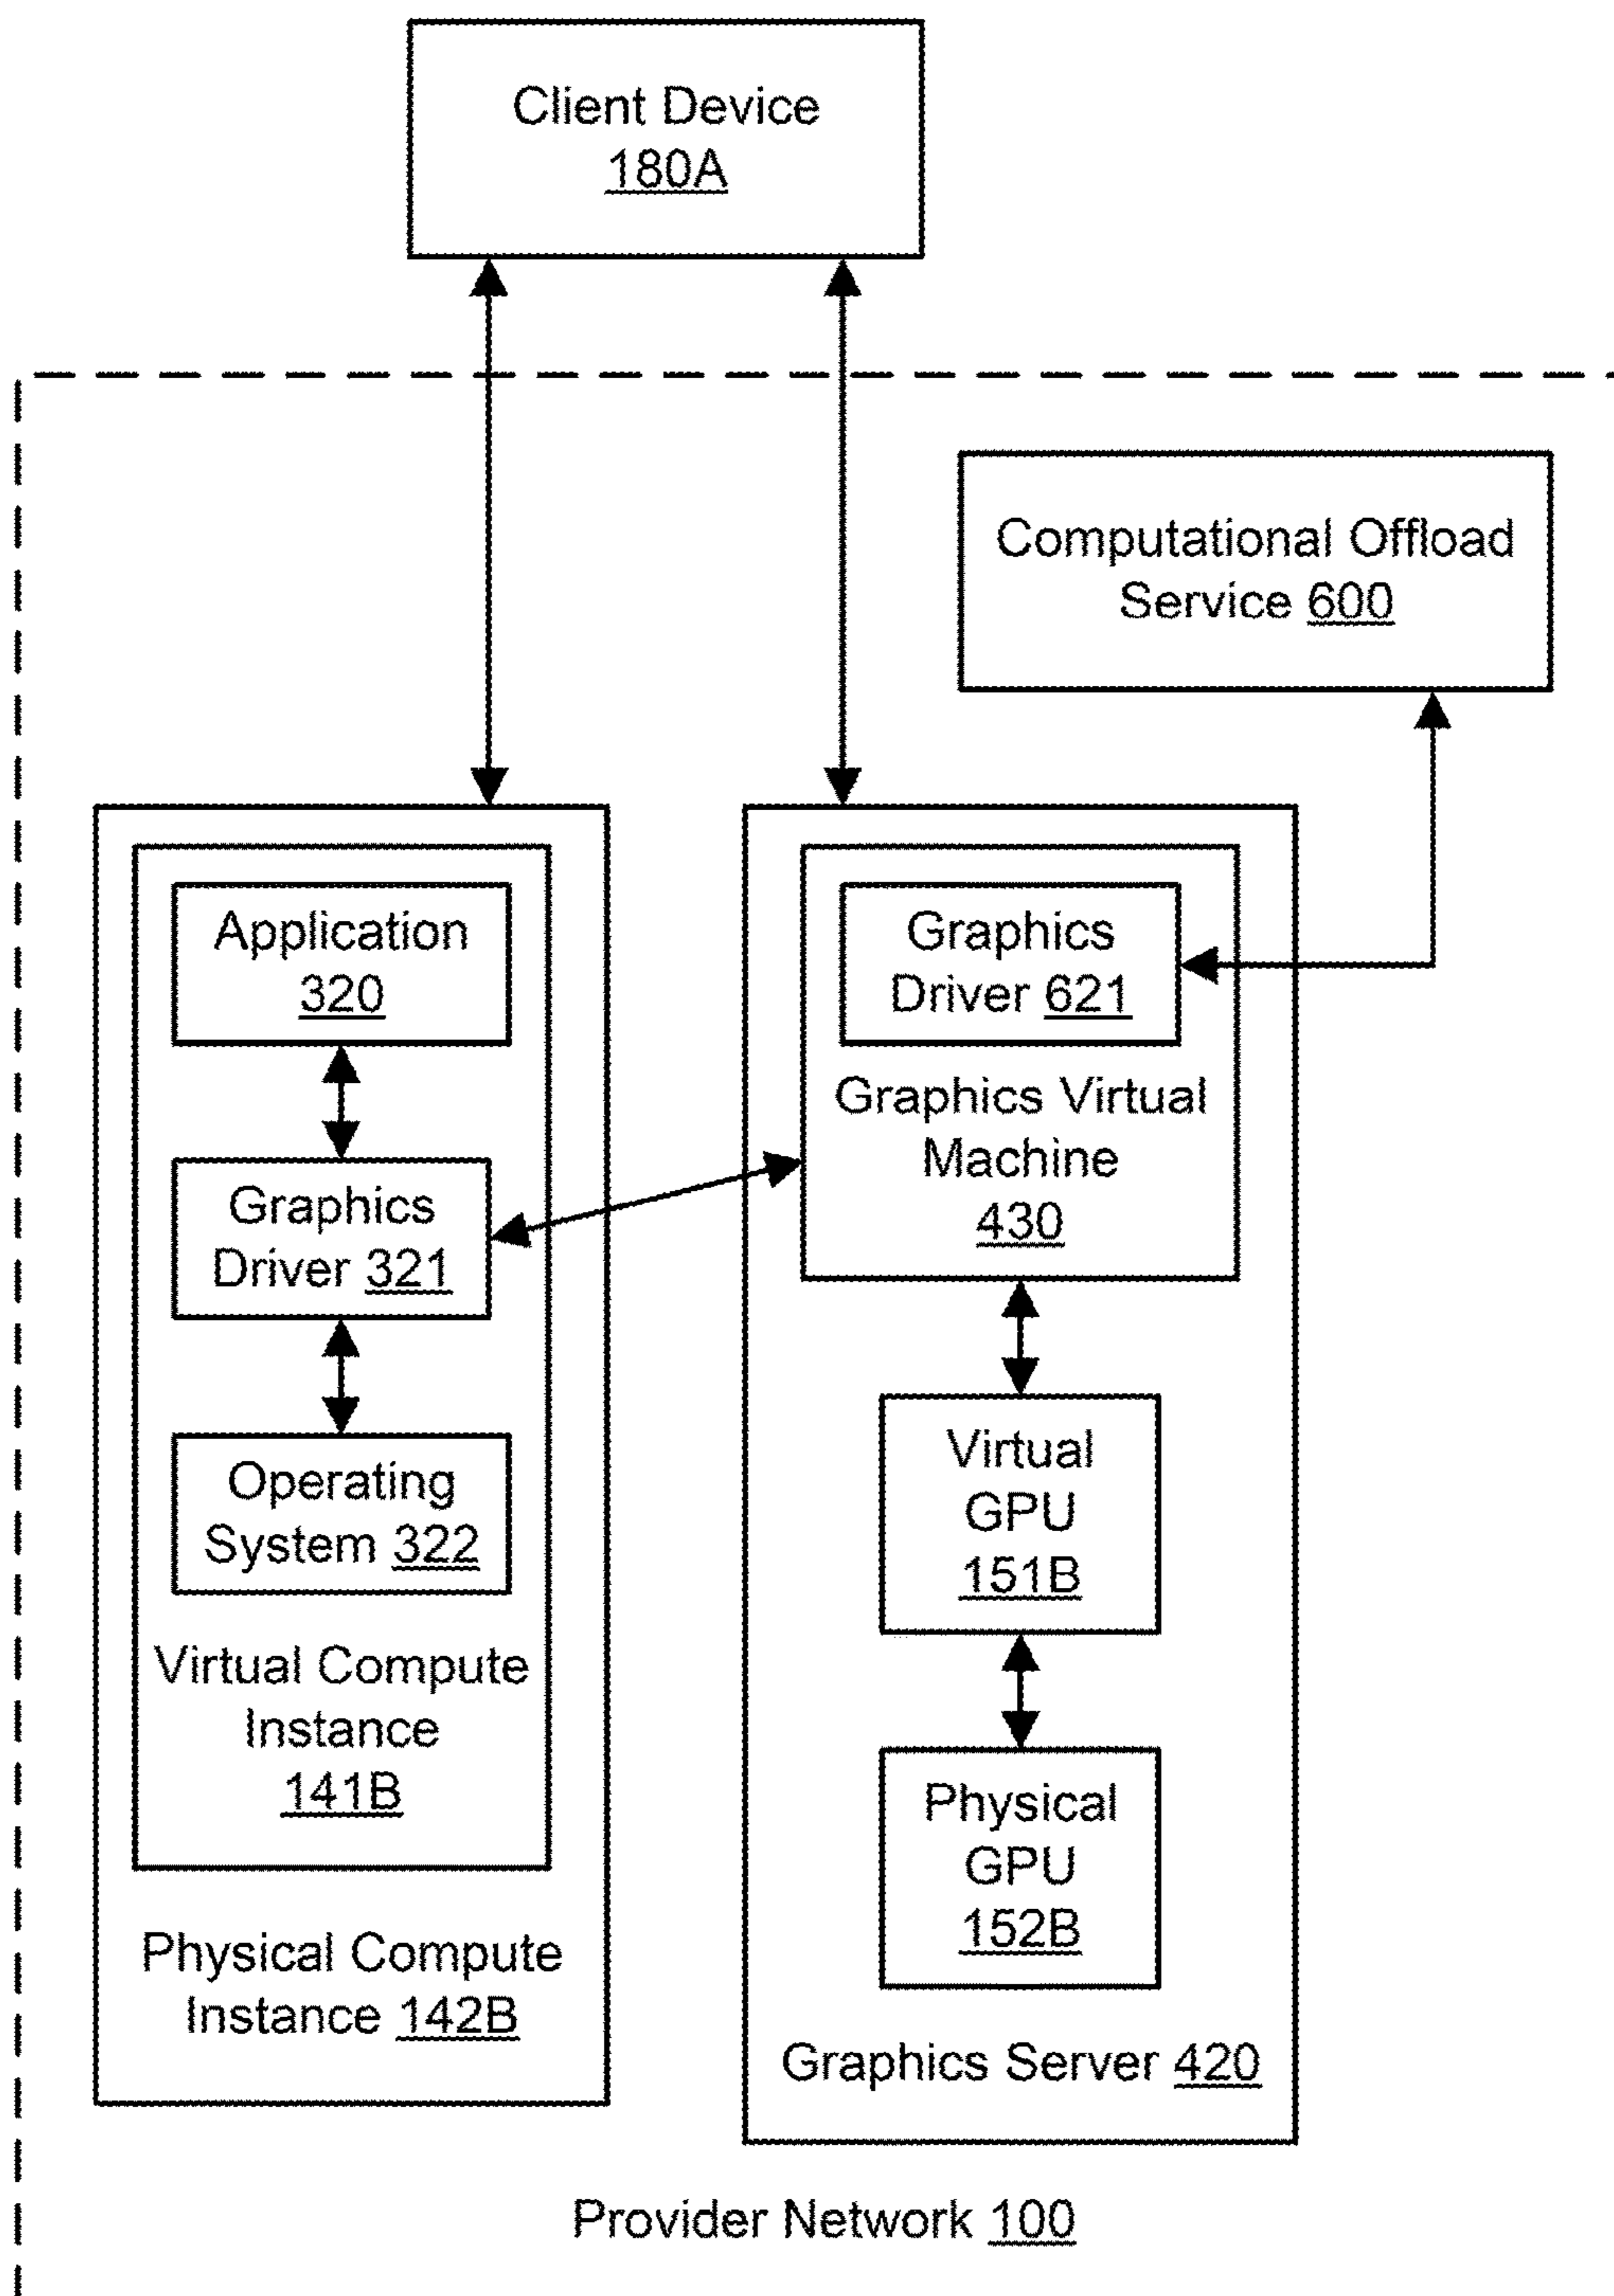 Client Device
180A
Computational Offload
Service 600
Application
320
Graphics
Driver 321
Operating
System 322
Virtual Compute
Instance
141B
Physical Compute
Instance 142B
Graphics
Driver 621
Graphics Virtual
Machine
430
Virtual
GPU
151B
Physical
GPU
152B
Graphics Server 420
Provider Network 100